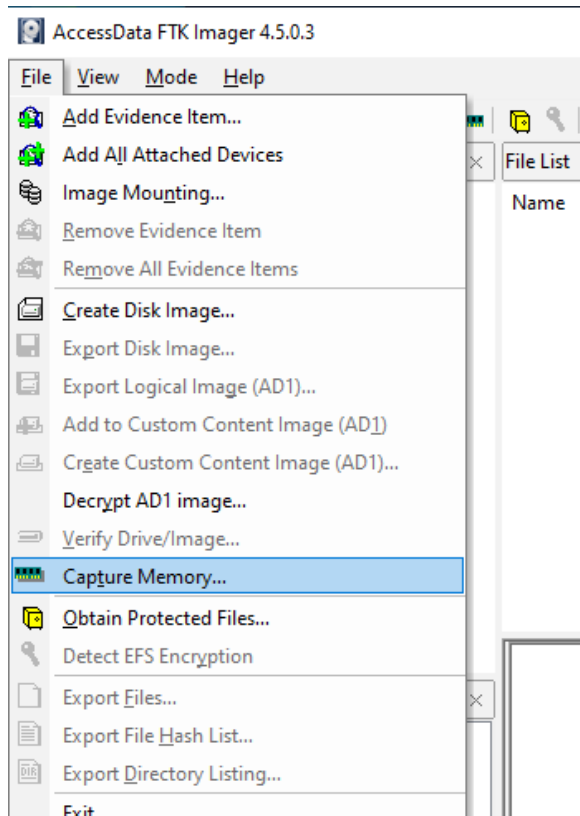 AccessData FTK Imager 4.5.0.3
File View Mode Help
Add Evidence Item...
Add All Attached Devices
File List
Image Mounting...
Name
Remove Evidence Item
Remove All Evidence Items
Create Disk Image...
Export Disk Image...
Export Logical Image (AD1)...
Add to Custom Content Image (AD1)
Create Custom Content Image (AD1)...
Decrypt AD1 image...
Verify Drive/Image...
Capture Memory...
Obtain Protected Files...
Detect EFS Encryption
Export Files...
Export File Hash List...
DIR
Export Directory Listing...
Exit